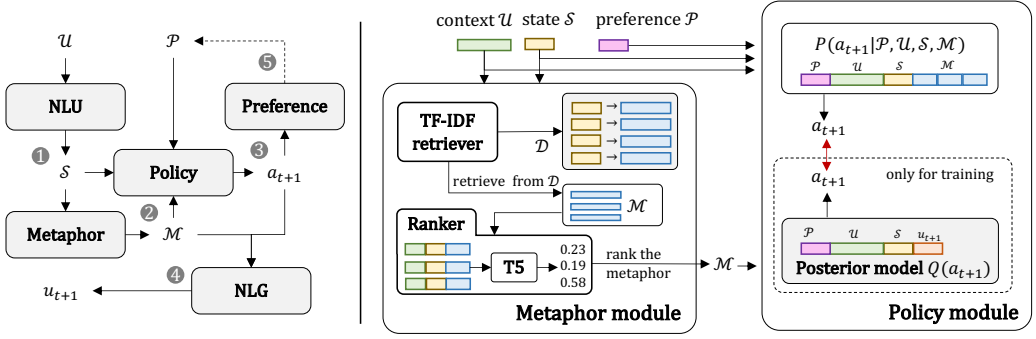 𝒰
𝒫
NLU
Preference
5
1
𝒮
Policy
3
a_{t+1}
2
Metaphor
ℳ
4
u_{t+1}
NLG
context 𝒰
state 𝒮
preference 𝒫
TF-IDF
retriever
𝒟
retrieve from 𝒟
ℳ
Ranker
T5
0.23
0.19
0.58
rank the
metaphor
ℳ
Metaphor module
P(a_{t+1}|𝒫, 𝒰, 𝒮, ℳ)
𝒫 𝒰 𝒮 ℳ
a_{t+1}
a_{t+1}
only for training
𝒫 𝒰 𝒮 u_{t+1}
Posterior model Q(a_{t+1})
Policy module